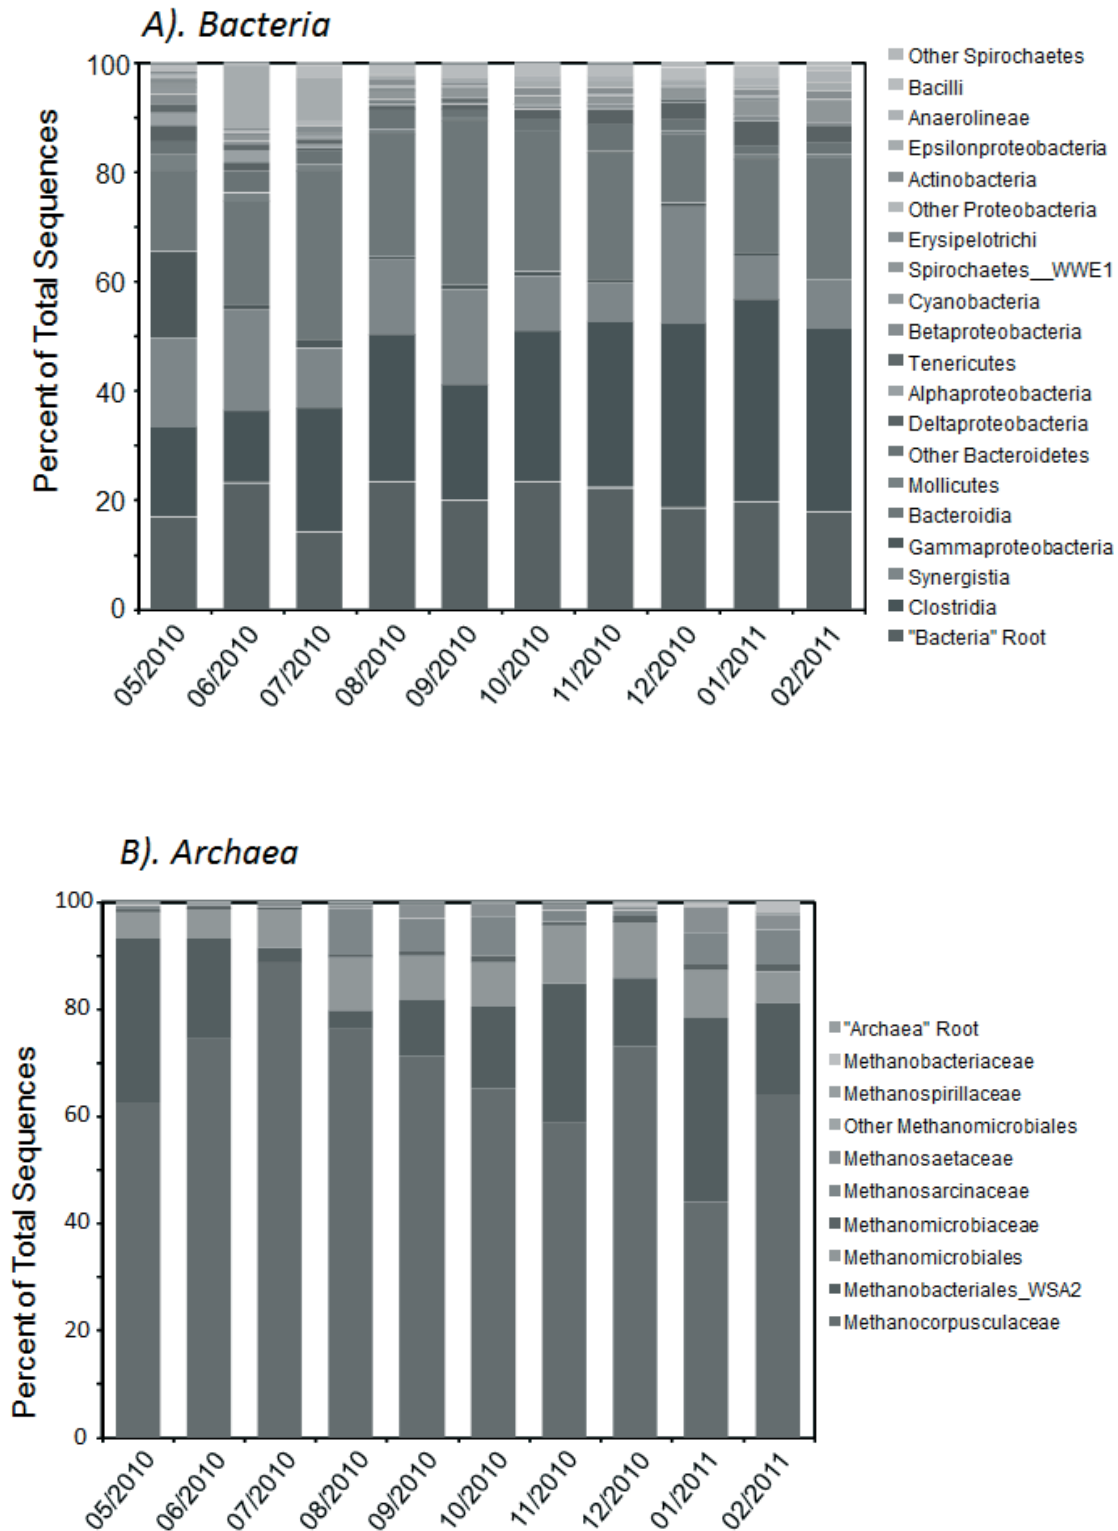 A). Bacteria
Percent of Total Sequences
100
80
60
40
20
0
05/2010
06/2010
07/2010
08/2010
09/2010
10/2010
11/2010
12/2010
01/2011
02/2011
Other Spirochaetes
Bacilli
Anaerolineae
Epsilonproteobacteria
Actinobacteria
Other Proteobacteria
Erysipelotrichi
Spirochaetes__WWE1
Cyanobacteria
Betaproteobacteria
Tenericutes
Alphaproteobacteria
Deltaproteobacteria
Other Bacteroidetes
Mollicutes
Bacteroidia
Gammaproteobacteria
Synergistia
Clostridia
"Bacteria" Root
B). Archaea
Percent of Total Sequences
100
80
60
40
20
0
05/2010
06/2010
07/2010
08/2010
09/2010
10/2010
11/2010
12/2010
01/2011
02/2011
"Archaea" Root
Methanobacteriaceae
Methanospirillaceae
Other Methanomicrobiales
Methanosaetaceae
Methanosarcinaceae
Methanomicrobiaceae
Methanomicrobiales
Methanobacteriales_WSA2
Methanocorpusculaceae